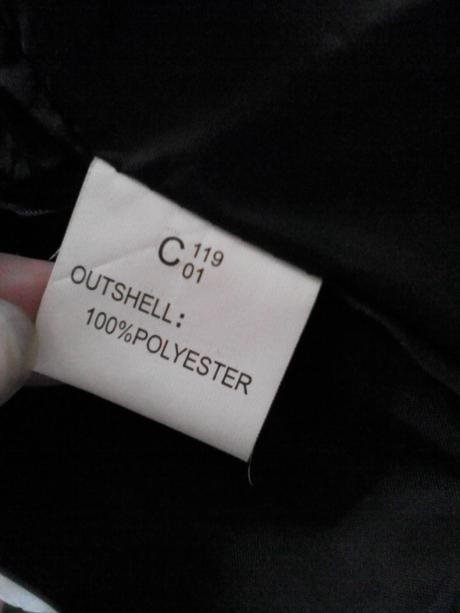 C 119
01
OUTSHELL:
100%POLYESTER